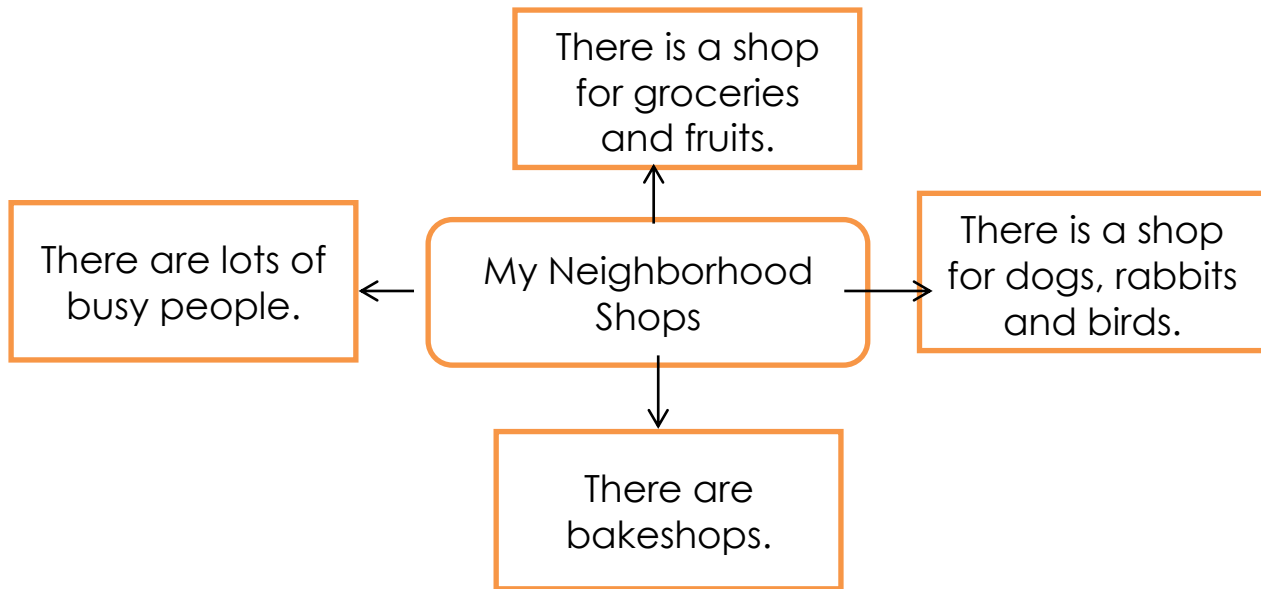 There is a shop
for groceries
and fruits.
There are lots of
busy people.
My Neighborhood
Shops
There is a shop
for dogs, rabbits
and birds.
There are
bakeshops.